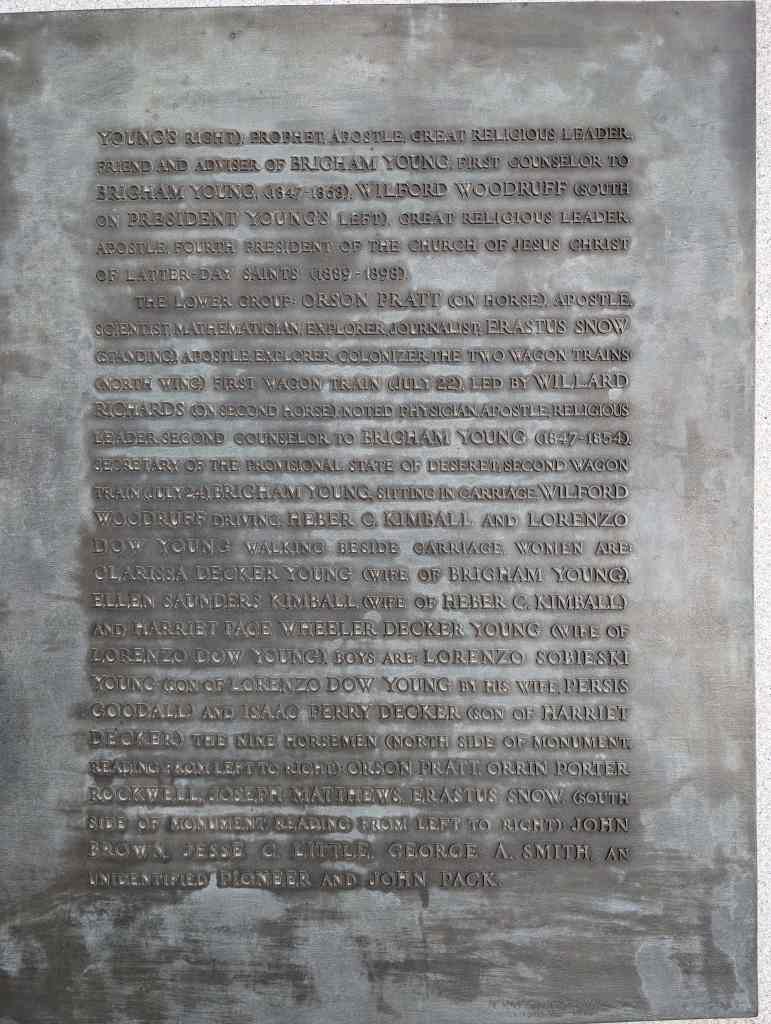 YOUNG'S RIGHT), PROPHET, APOSTLE, GREAT RELIGIOUS LEADER,
FRIEND AND ADVISER OF BRIGHAM YOUNG, FIRST COUNSELOR TO
BRIGHAM YOUNG, (1847-1868), WILFORD WOODRUFF (SOUTH
ON PRESIDENT YOUNG'S LEFT), GREAT RELIGIOUS LEADER,
APOSTLE, FOURTH PRESIDENT OF THE CHURCH OF JESUS CHRIST
OF LATTER-DAY SAINTS (1889-1898).
THE LOWER GROUP: ORSON PRATT (ON HORSE), APOSTLE,
SCIENTIST, MATHEMATICIAN, EXPLORER, JOURNALIST, ERASTUS SNOW
(STANDING), APOSTLE, EXPLORER, COLONIZER, THE TWO WAGON TRAINS
(NORTH WING) FIRST WAGON TRAIN (JULY 22), LED BY WILLARD
RICHARDS (ON SECOND HORSE), NOTED PHYSICIAN, APOSTLE, RELIGIOUS
LEADER, SECOND COUNSELOR TO BRIGHAM YOUNG (1847-1854),
SECRETARY OF THE PROVISIONAL STATE OF DESERET, SECOND WAGON
TRAIN (JULY 24), BRIGHAM YOUNG, SITTING IN CARRIAGE, WILFORD
WOODRUFF DRIVING, HEBER C. KIMBALL AND LORENZO
DOW YOUNG WALKING BESIDE CARRIAGE, WOMEN ARE:
CLARISSA DECKER YOUNG (WIFE OF BRIGHAM YOUNG),
ELLEN SAUNDERS KIMBALL, (WIFE OF HEBER C. KIMBALL)
AND HARRIET PAGE WHEELER DECKER YOUNG (WIFE OF
LORENZO DOW YOUNG), BOYS ARE: LORENZO SOBIESKI
YOUNG (SON OF LORENZO DOW YOUNG BY HIS WIFE, PERSIS
GOODALL) AND ISAAC PERRY DECKER (SON OF HARRIET
DECKER) THE NINE HORSEMEN (NORTH SIDE OF MONUMENT,
READING FROM LEFT TO RIGHT): ORSON PRATT, ORRIN PORTER
ROCKWELL, JOSEPH MATTHEWS, ERASTUS SNOW, (SOUTH
SIDE OF MONUMENT READING FROM LEFT TO RIGHT) JOHN
BROWN, JESSE C. LITTLE, GEORGE A. SMITH, AN
UNIDENTIFIED PIONEER AND JOHN PACK.